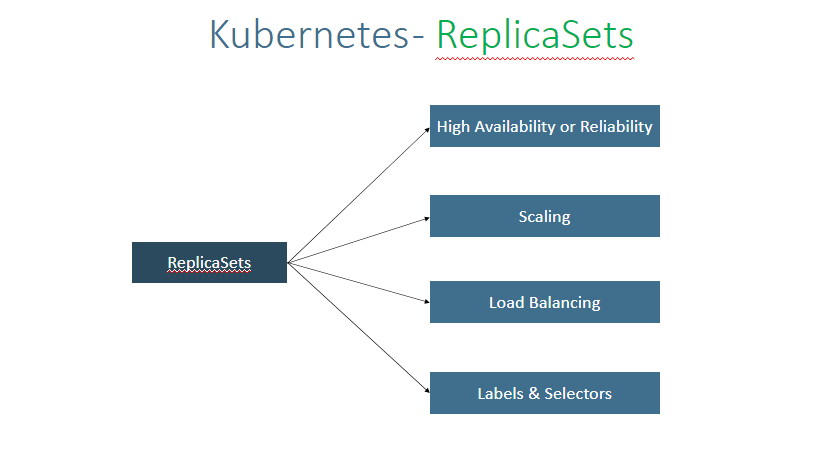 Kubernetes- ReplicaSets
High Availability or Reliability
Scaling
ReplicaSets
Load Balancing
Labels & Selectors